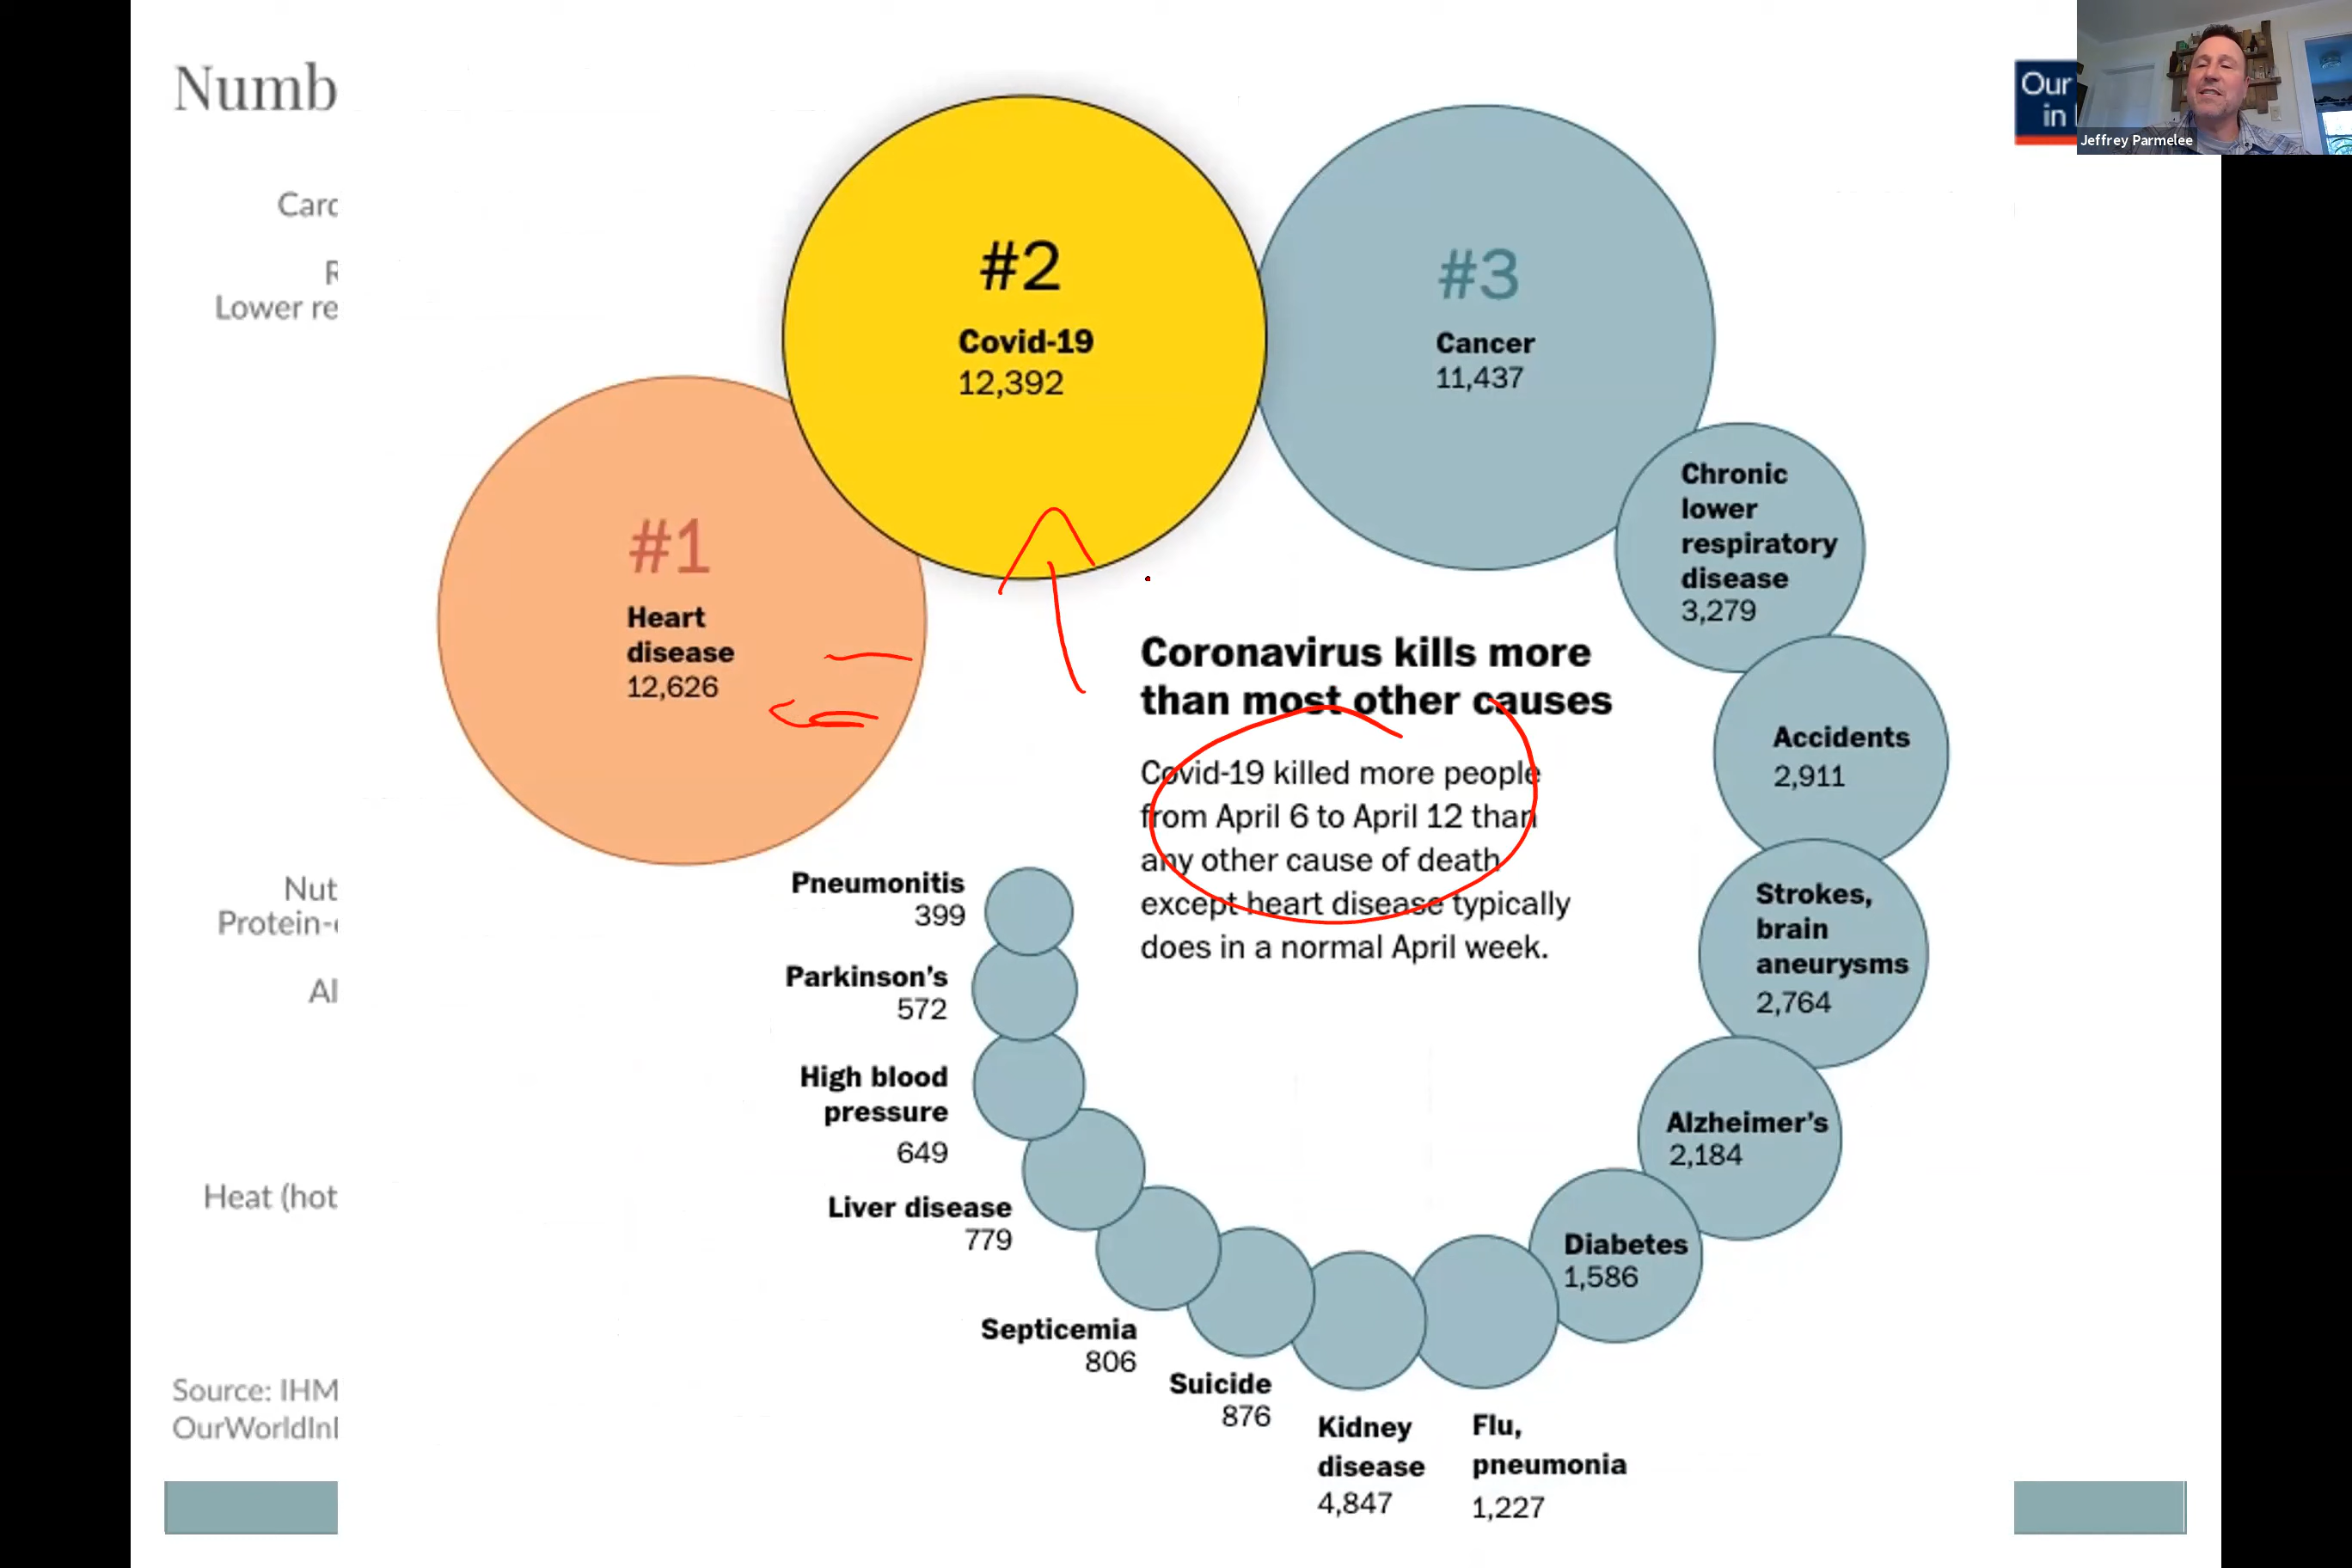 Numb
Our
in
Jeffrey Parmelee
Carc
R
Lower re
#2
Covid-19
12,392
#3
Cancer
11,437
#1
Heart
disease
12,626
Chronic
lower
respiratory
disease
3,279
Coronavirus kills more
than most other causes
Covid-19 killed more people
from April 6 to April 12 than
any other cause of death
except heart disease typically
does in a normal April week.
Accidents
2,911
Strokes,
brain
aneurysms
2,764
Alzheimer's
2,184
Diabetes
1,586
Flu,
pneumonia
1,227
Kidney
disease
4,847
Suicide
876
Septicemia
806
Liver disease
779
High blood
pressure
649
Parkinson's
572
Pneumonitis
399
Nut
Protein-
Al
Heat (hot
Source: IHM
OurWorldInI